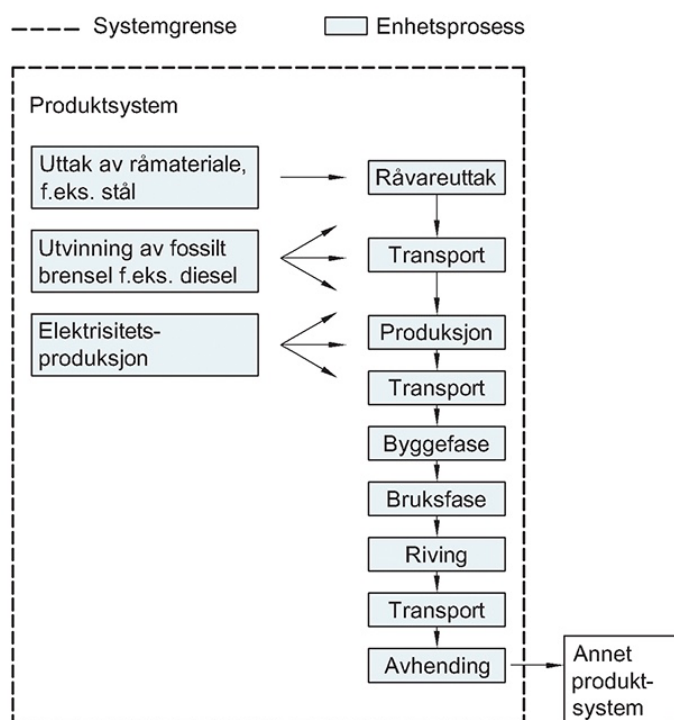 Systemgrense
Enhetsprosess
Produktsystem
Uttak av råmateriale,
f.eks. stål
Råvareuttak
Utvinning av fossilt
brensel f.eks. diesel
Transport
Elektrisitets-
produksjon
Produksjon
Transport
Byggefase
Bruksfase
Riving
Transport
Avhending
Annet
produkt-
system